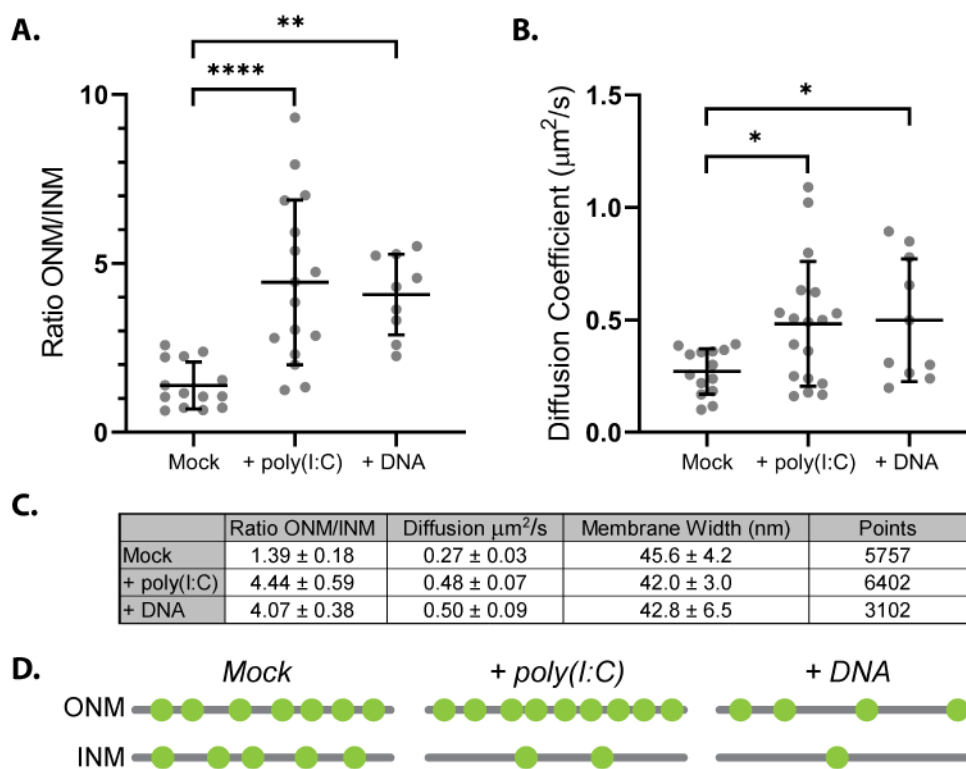 A.
**
****
10
5
0
Ratio ONM/INM
Mock
+ poly(I:C)
+ DNA
B.
*
*
1.5
1.0
0.5
0.0
Diffusion Coefficient (μm²/s)
Mock
+ poly(I:C)
+ DNA
C.
Ratio ONM/INM Diffusion μm²/s Membrane Width (nm) Points
Mock 1.39 ± 0.18 0.27 ± 0.03 45.6 ± 4.2 5757
+ poly(I:C) 4.44 ± 0.59 0.48 ± 0.07 42.0 ± 3.0 6402
+ DNA 4.07 ± 0.38 0.50 ± 0.09 42.8 ± 6.5 3102
D.
Mock + poly(I:C) + DNA
ONM
INM